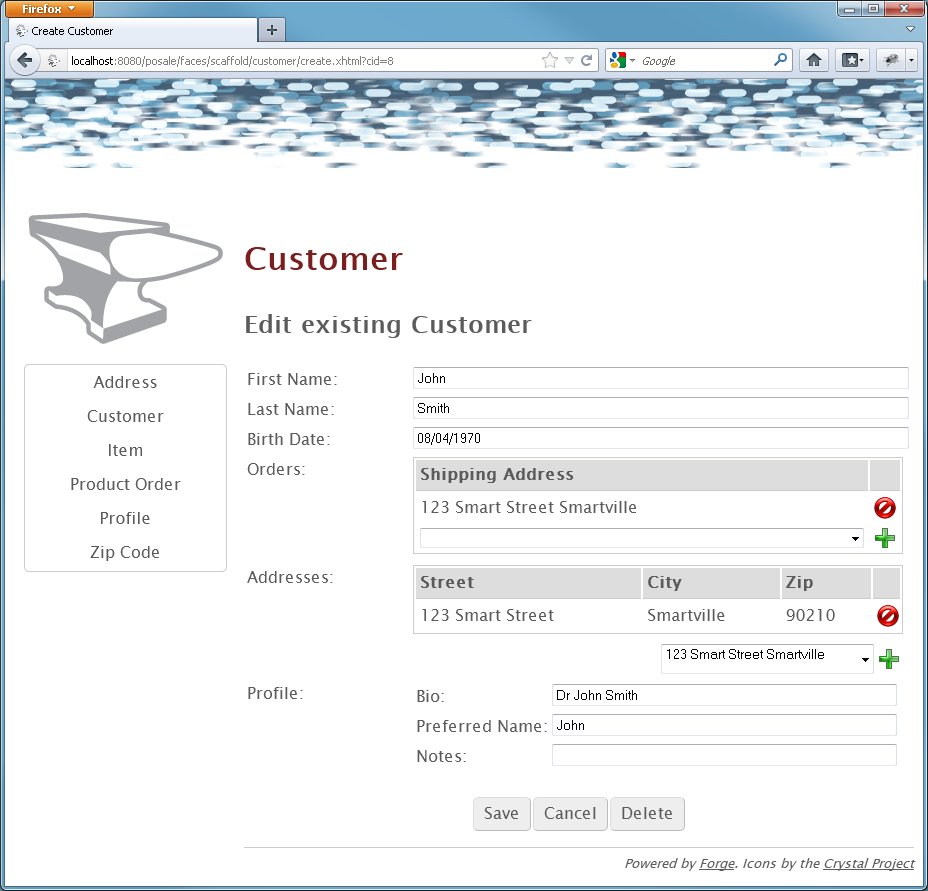 Firefox
Create Customer
localhost:8080/posale/faces/scaffold/customer/create.xhtml?cid=8
Google
Customer
Edit existing Customer
Address
Customer
Item
Product Order
Profile
Zip Code
First Name: John
Last Name: Smith
Birth Date: 08/04/1970
Orders:
Shipping Address
123 Smart Street Smartville
Addresses:
Street City Zip
123 Smart Street Smartville 90210
123 Smart Street Smartville
Profile:
Bio: Dr John Smith
Preferred Name: John
Notes:
Save Cancel Delete
Powered by Forge. Icons by the Crystal Project